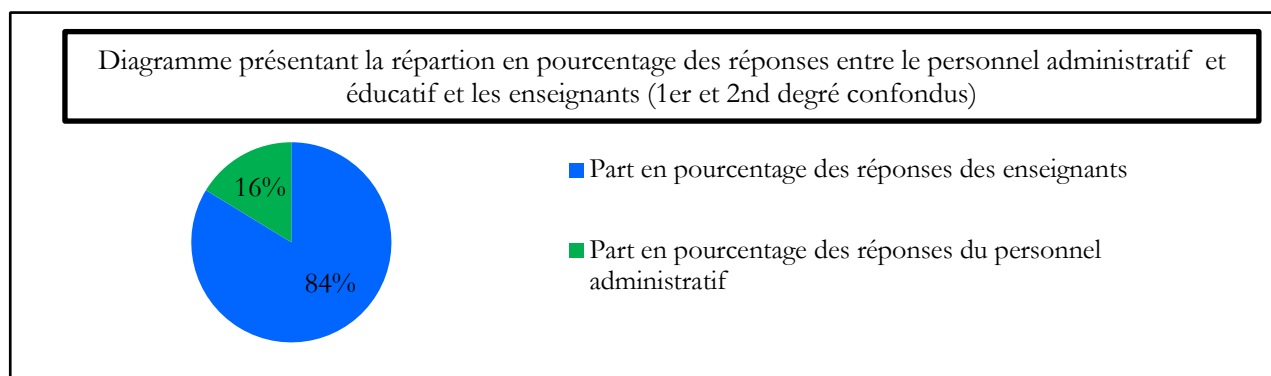 Diagramme présentant la répartion en pourcentage des réponses entre le personnel administratif et
éducatif et les enseignants (1er et 2nd degré confondus)
16%
84%
Part en pourcentage des réponses des enseignants
Part en pourcentage des réponses du personnel
administratif